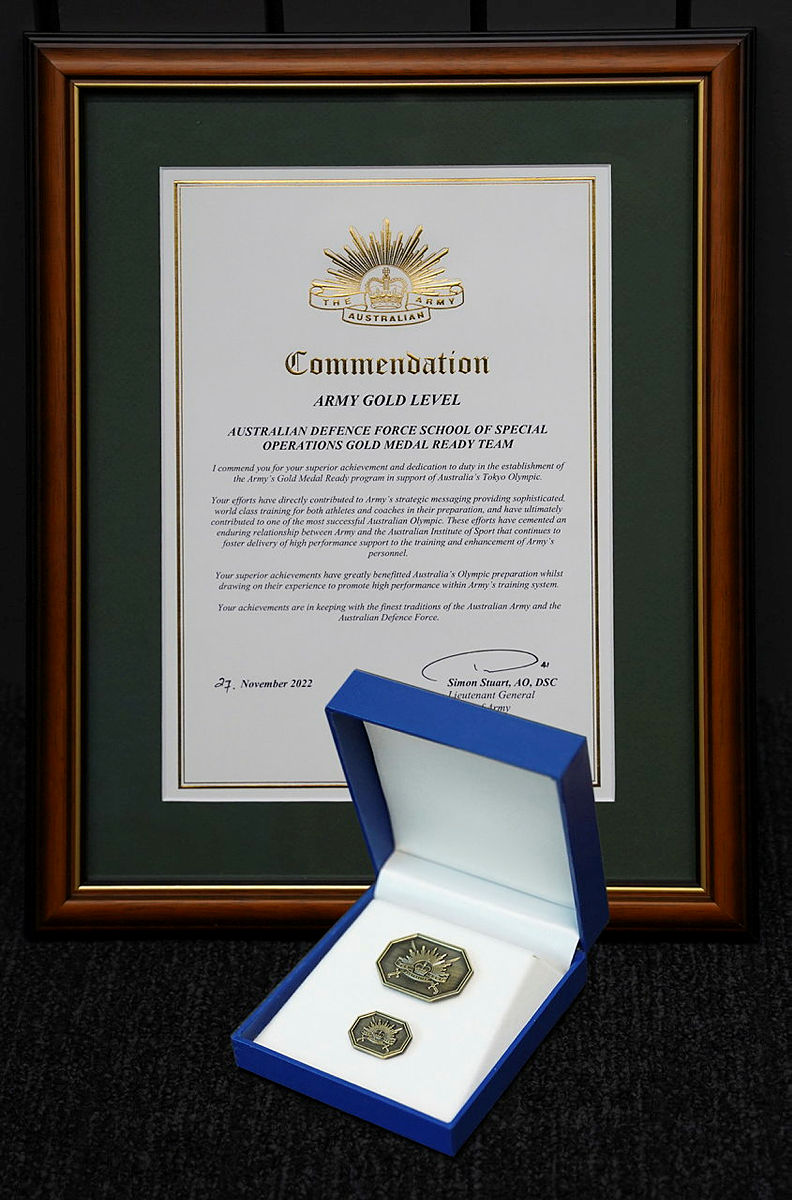 THE ARMY
AUSTRALIAN
Commendation
ARMY GOLD LEVEL
AUSTRALIAN DEFENCE FORCE SCHOOL OF SPECIAL
OPERATIONS GOLD MEDAL READY TEAM
I commend you for your superior achievement and dedication to duty in the establishment of
the Army's Gold Medal Ready program in support of Australia's Tokyo Olympic.
Your efforts have directly contributed to Army's strategic messaging providing sophisticated,
world class training for both athletes and coaches in their preparation, and have ultimately
contributed to one of the most successful Australian Olympic. These efforts have cemented an
enduring relationship between Army and the Australian Institute of Sport that continues to
foster delivery of high performance support to the training and enhancement of Army's
personnel.
Your superior achievements have greatly benefitted Australia's Olympic preparation whilst
drawing on their experience to promote high performance within Army's training system.
Your achievements are in keeping with the finest traditions of the Australian Army and the
Australian Defence Force.
27. November 2022
Simon Stuart, AO, DSC
Lieutenant General
Army